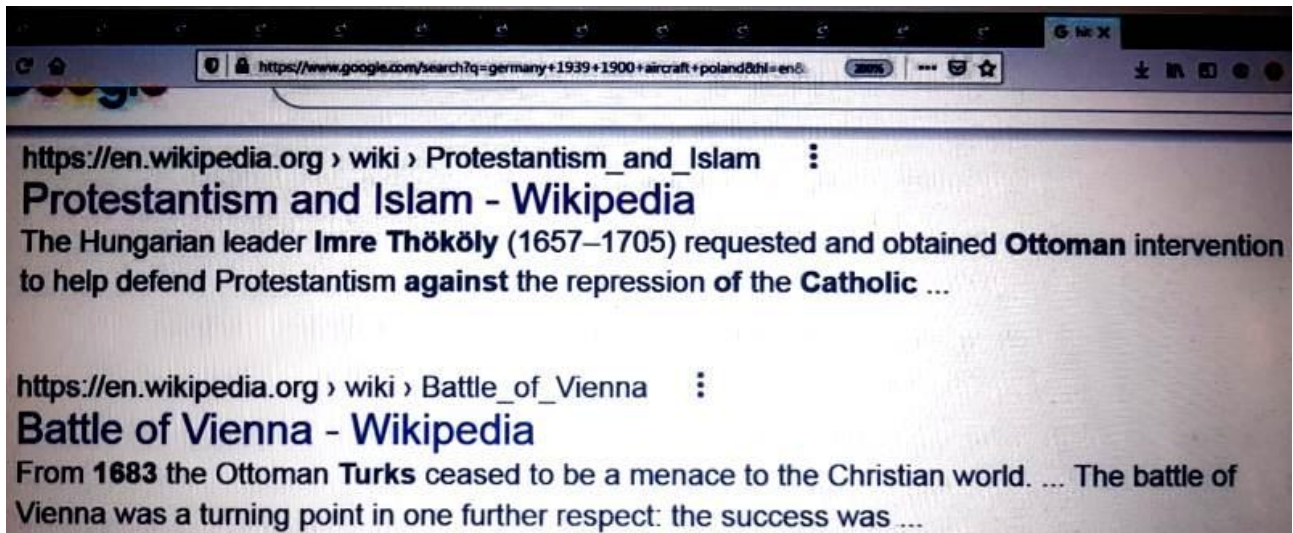 https://www.google.com/search?q=germany+1939+1900+aircraft+poland&hl=en&
200%
https://en.wikipedia.org › wiki › Protestantism_and_Islam
Protestantism and Islam - Wikipedia
The Hungarian leader Imre Thököly (1657–1705) requested and obtained Ottoman intervention
to help defend Protestantism against the repression of the Catholic ...
https://en.wikipedia.org › wiki › Battle_of_Vienna
Battle of Vienna - Wikipedia
From 1683 the Ottoman Turks ceased to be a menace to the Christian world. ... The battle of
Vienna was a turning point in one further respect: the success was ...